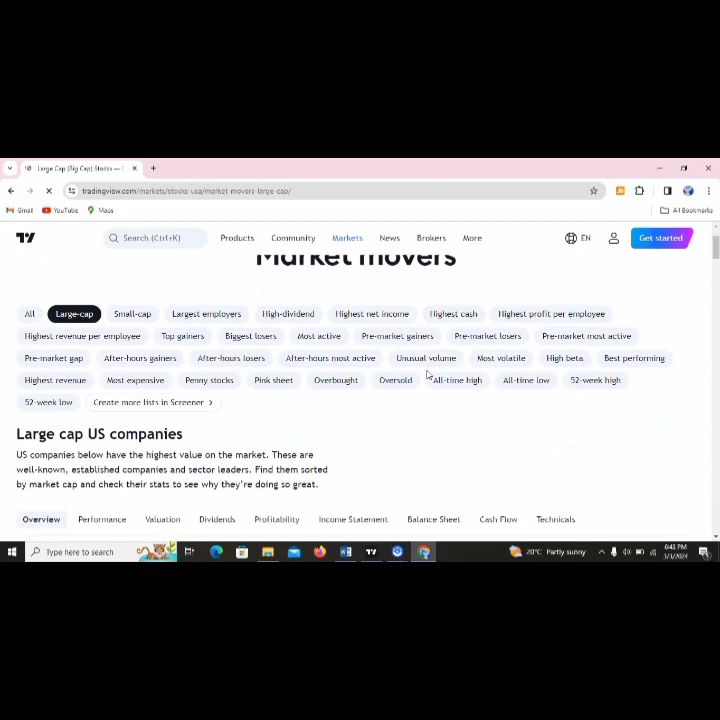 Large Cap (Big Cap) Stocks — 
tradingview.com/markets/stocks-usa/market-movers-large-cap/
Gmail YouTube Maps All Bookmarks
Search (Ctrl+K) Products Community Markets News Brokers More EN Get started
Market movers
All Large-cap Small-cap Largest employers High-dividend Highest net income Highest cash Highest profit per employee
Highest revenue per employee Top gainers Biggest losers Most active Pre-market gainers Pre-market losers Pre-market most active
Pre-market gap After-hours gainers After-hours losers After-hours most active Unusual volume Most volatile High beta Best performing
Highest revenue Most expensive Penny stocks Pink sheet Overbought Oversold All-time high All-time low 52-week high
52-week low Create more lists in Screener
Large cap US companies
US companies below have the highest value on the market. These are
well-known, established companies and sector leaders. Find them sorted
by market cap and check their stats to see why they're doing so great.
Overview Performance Valuation Dividends Profitability Income Statement Balance Sheet Cash Flow Technicals
Type here to search 20°C Partly sunny 6:43 PM
3/3/2024